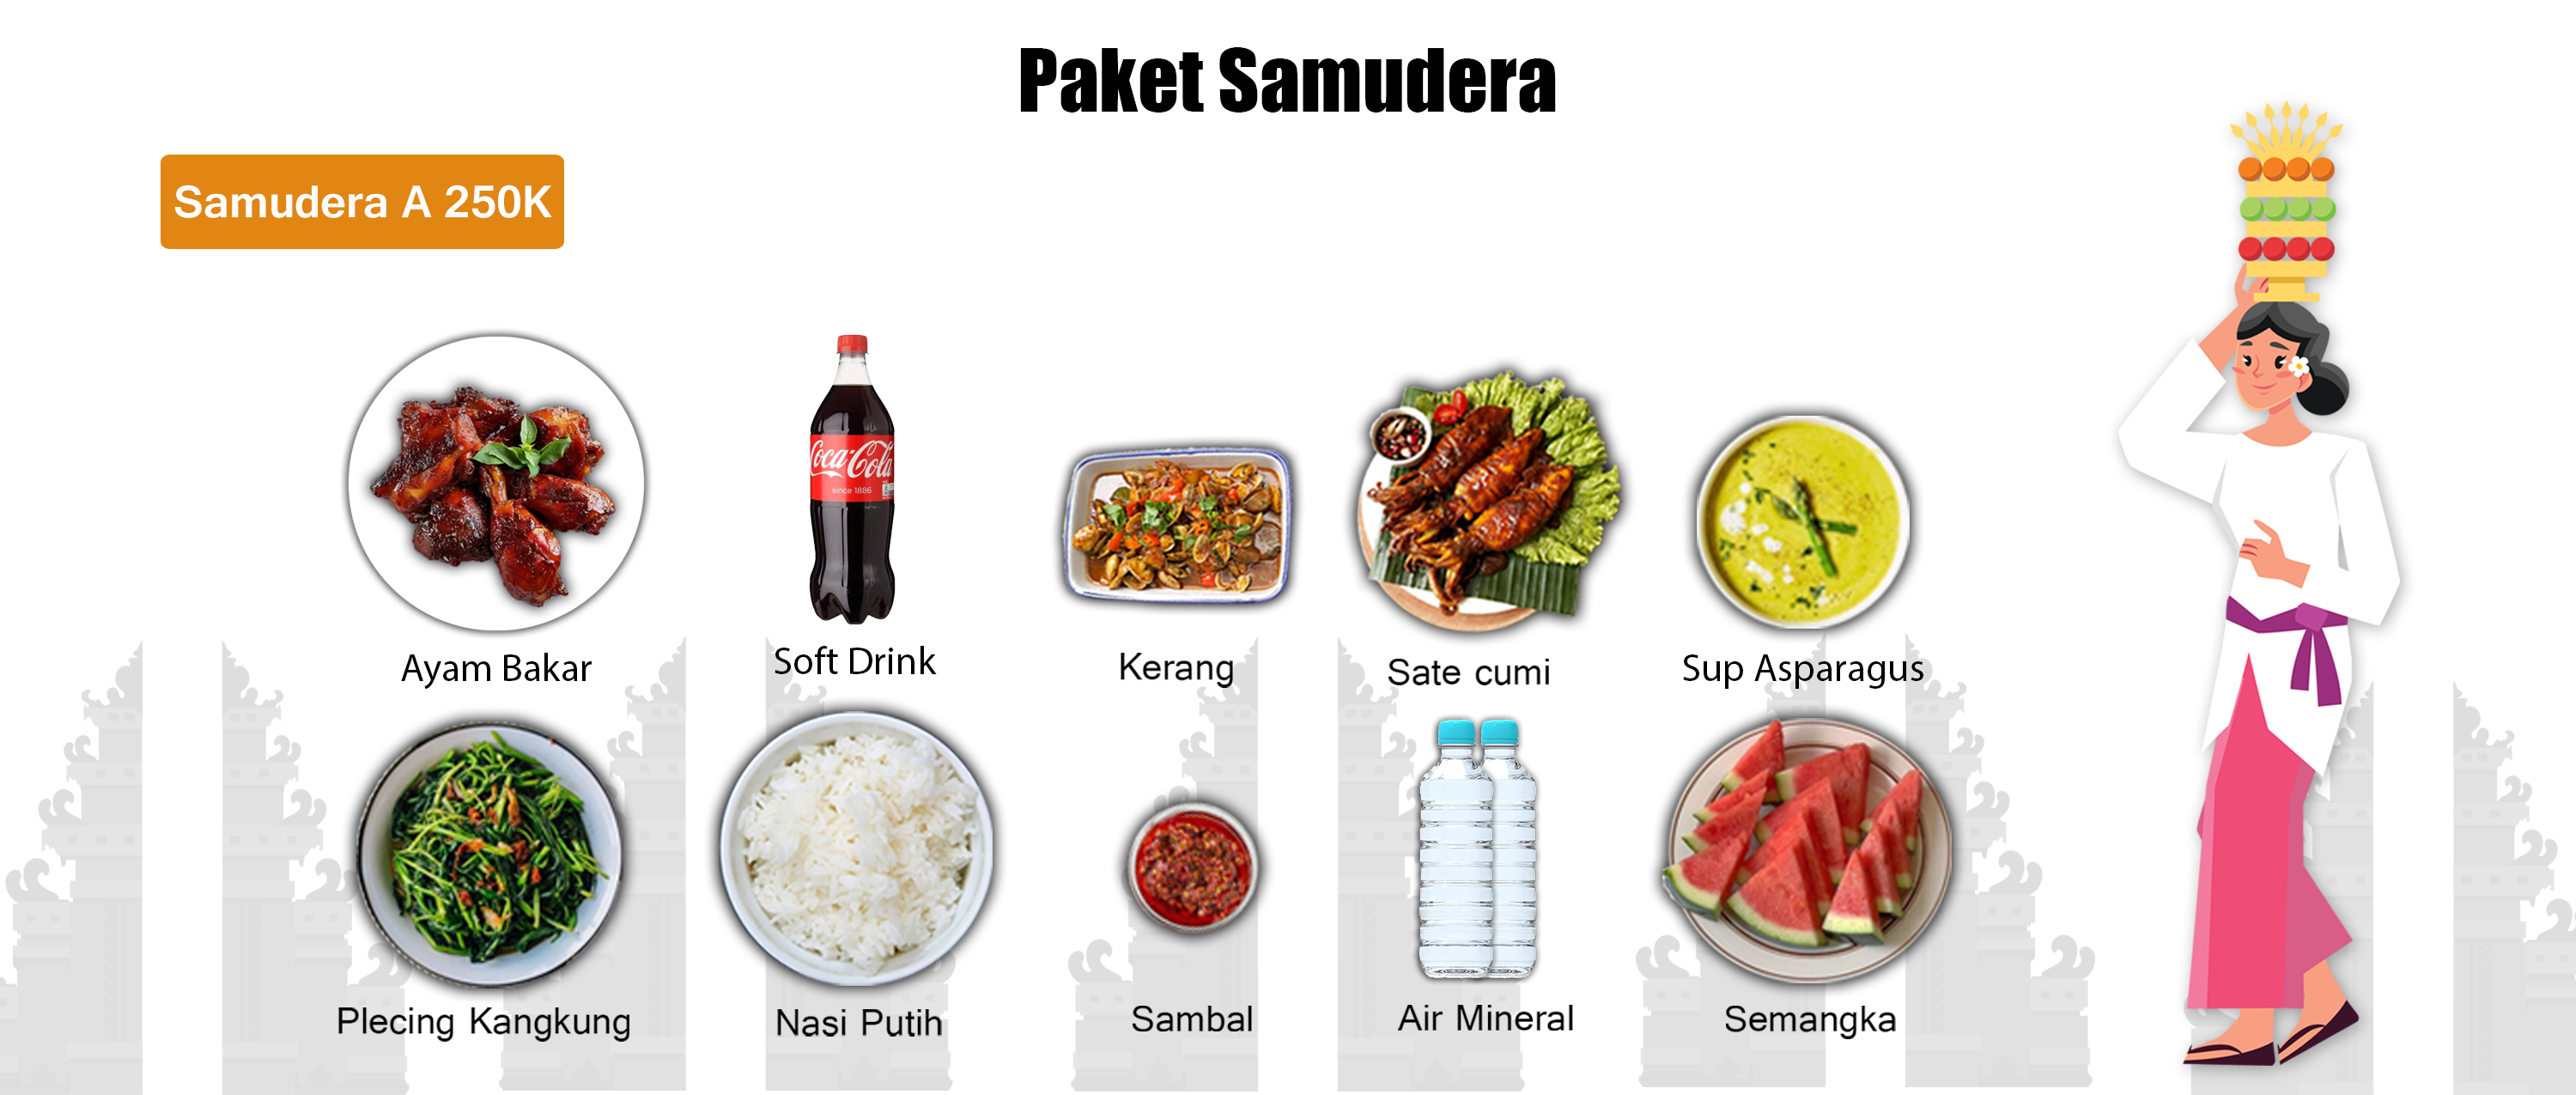 Paket Samudera
Samudera A 250K
Coca-Cola
since 1886
Ayam Bakar
Soft Drink
Kerang
Sate cumi
Sup Asparagus
Plecing Kangkung
Nasi Putih
Sambal
Air Mineral
Semangka